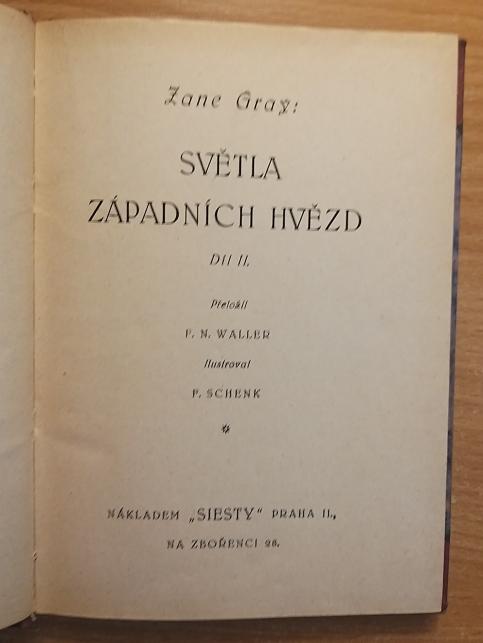 Zane Gray:
SVĚTLA
ZÁPADNÍCH HVĚZD
Díl II.
Přeložil
F. N. WALLER
Ilustroval
F. SCHENK
NÁKLADEM „SIESTY“ PRAHA II.,
NA ZBOŘENCI 28.